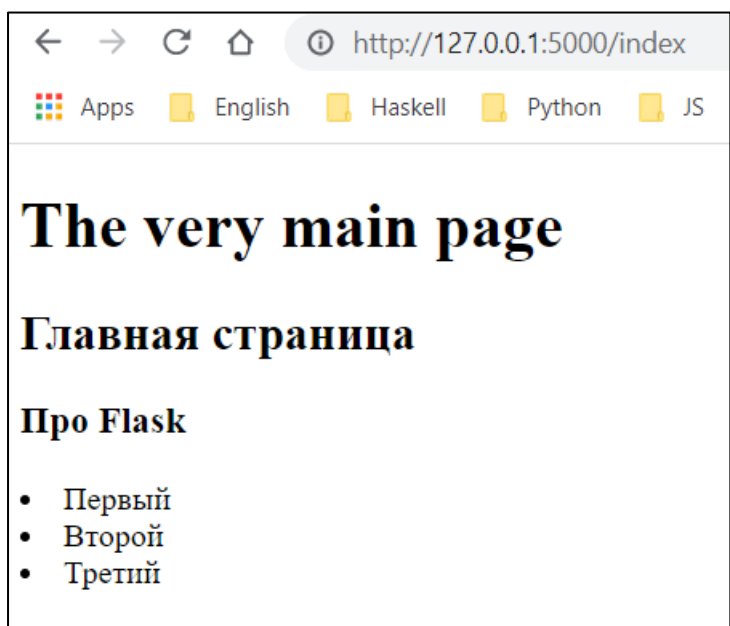 http://127.0.0.1:5000/index
Apps English Haskell Python JS
The very main page
Главная страница
Про Flask
Первый
Второй
Третий